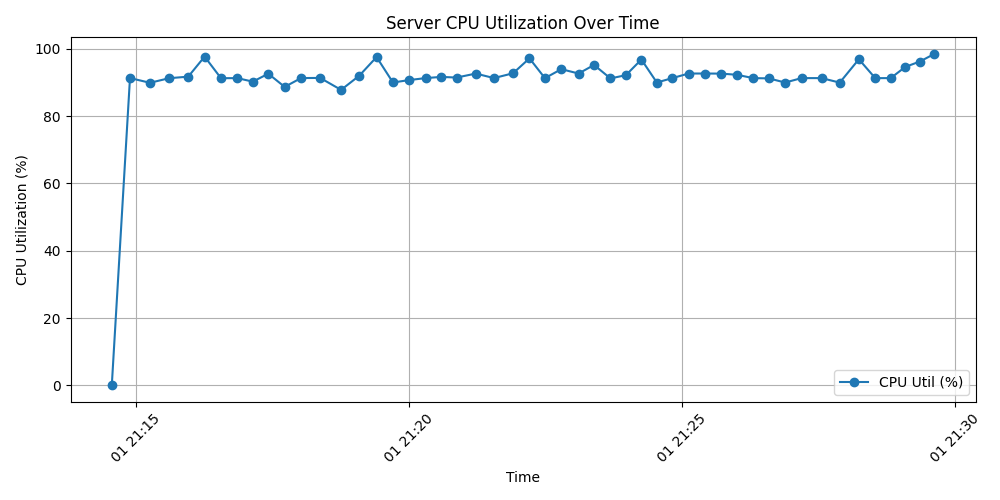 Server CPU Utilization Over Time
CPU Utilization (%)
100
80
60
40
20
0
CPU Util (%)
01 21:15
01 21:20
01 21:25
01 21:30
Time